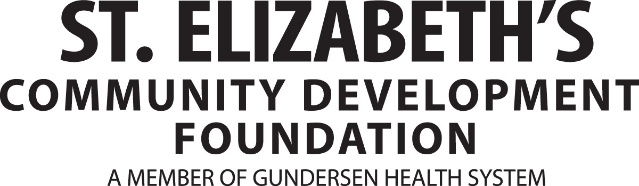 ST. ELIZABETH’S
COMMUNITY DEVELOPMENT
FOUNDATION
A MEMBER OF GUNDERSEN HEALTH SYSTEM